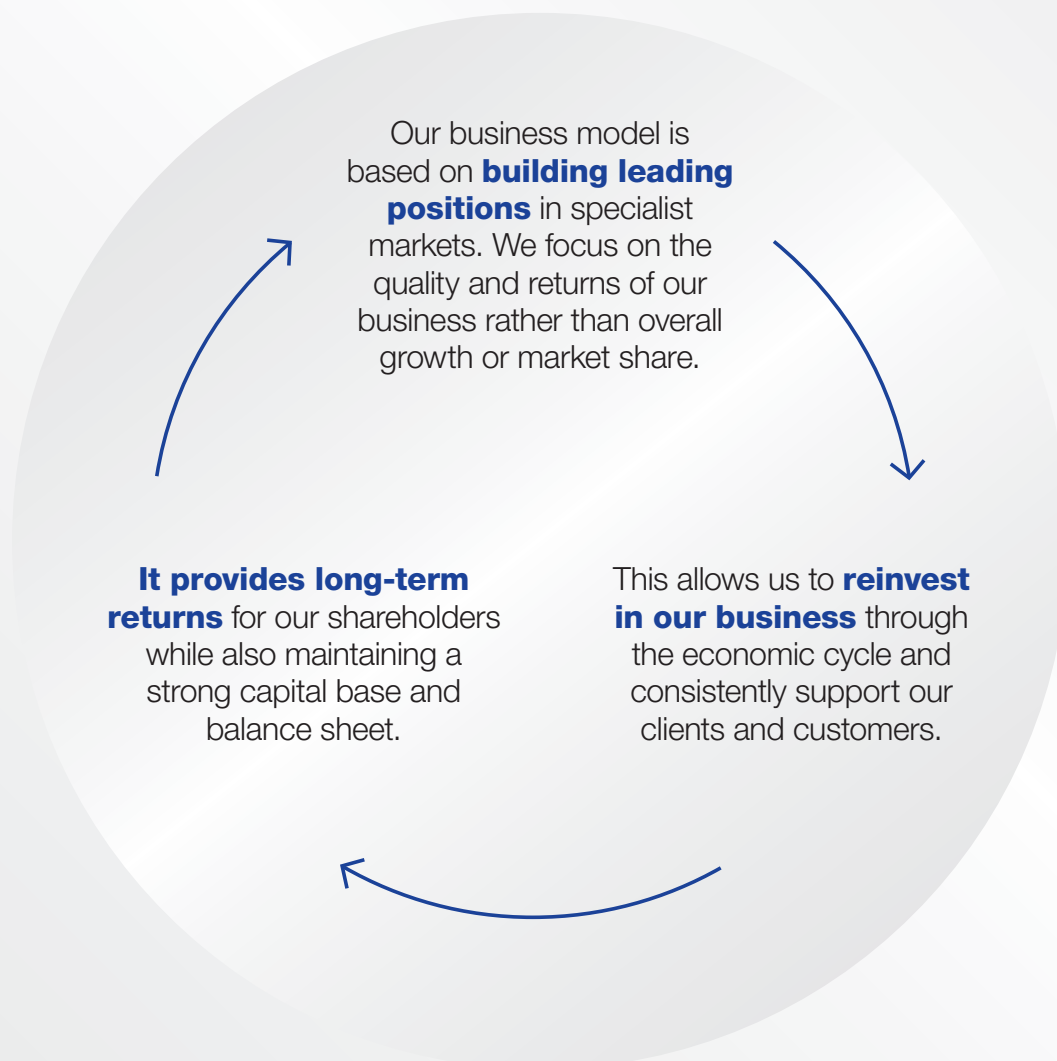 Our business model is
based on building leading
positions in specialist
markets. We focus on the
quality and returns of our
business rather than overall
growth or market share.
This allows us to reinvest
in our business through
the economic cycle and
consistently support our
clients and customers.
It provides long-term
returns for our shareholders
while also maintaining a
strong capital base and
balance sheet.